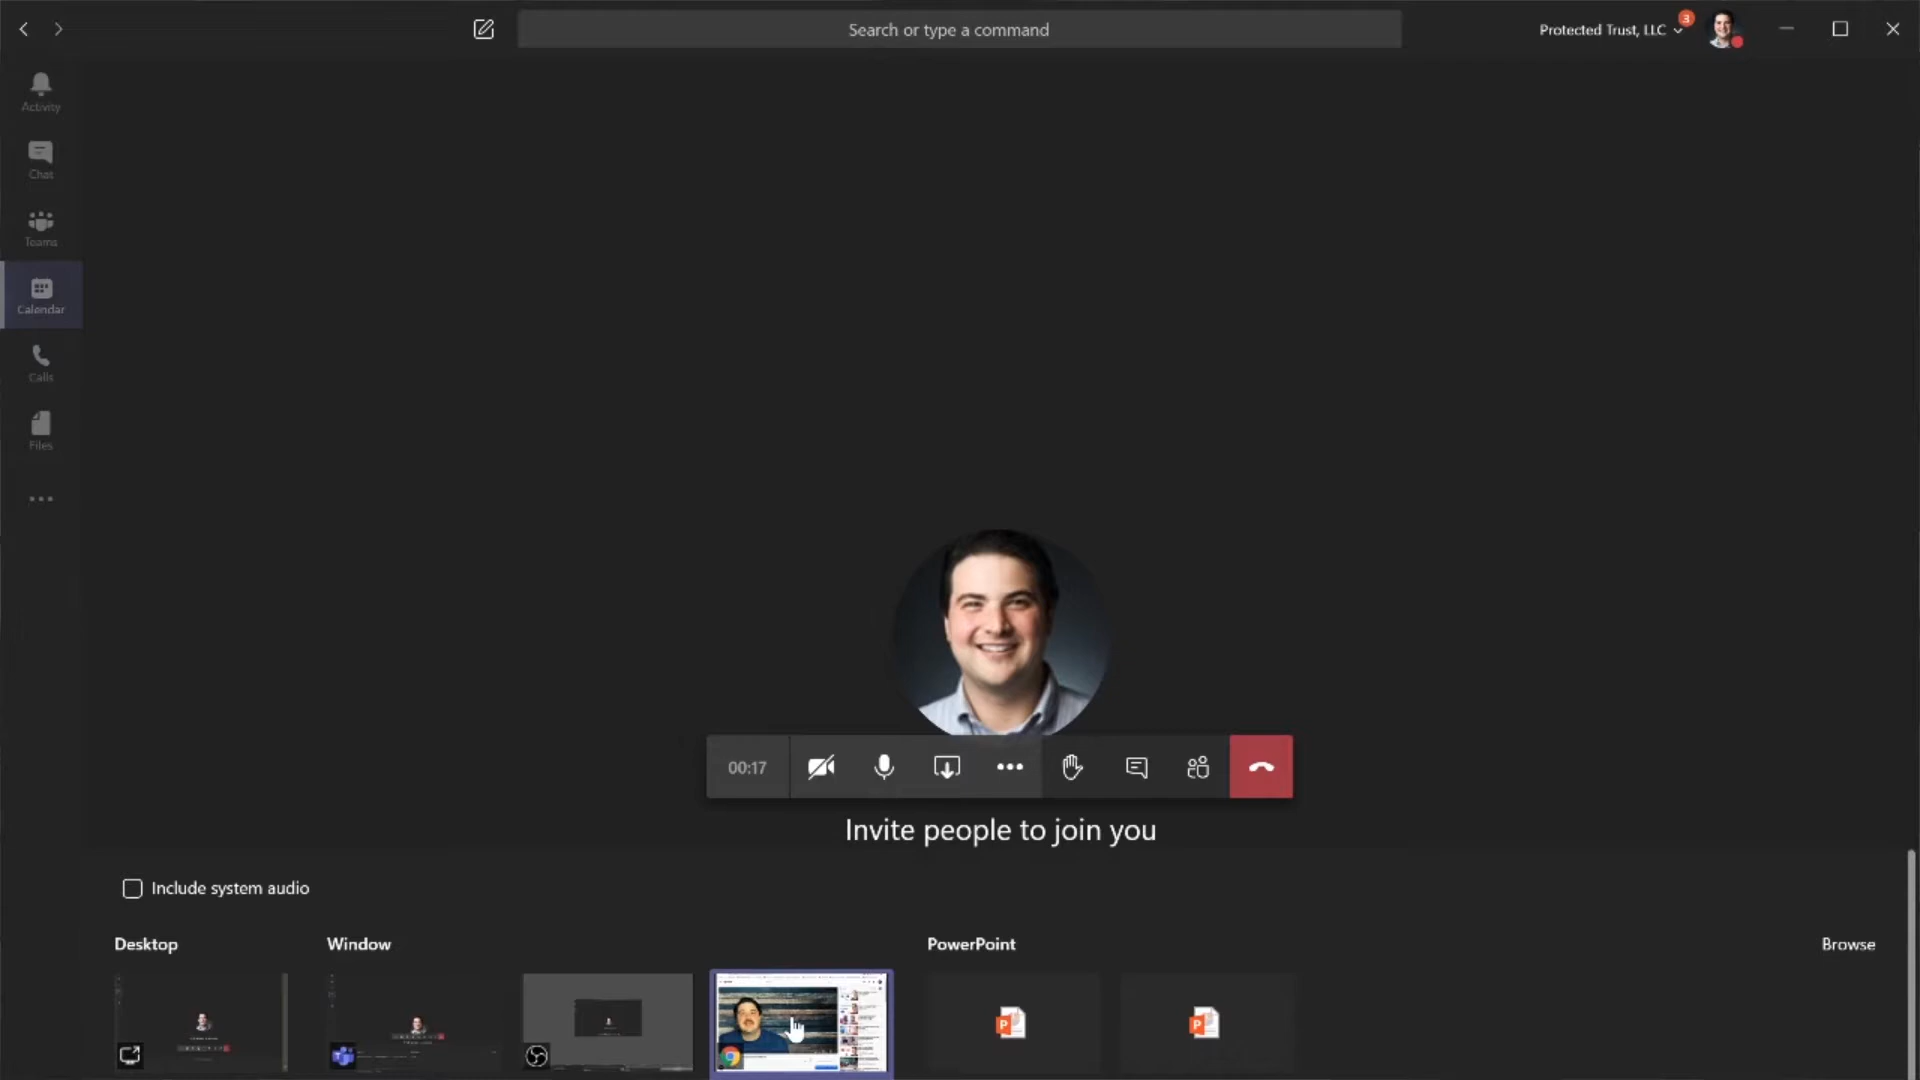 Search or type a command
Protected Trust, LLC
3
Activity
Chat
Teams
Calendar
Calls
Files
00:17
Invite people to join you
Include system audio
Desktop
Window
PowerPoint
Browse